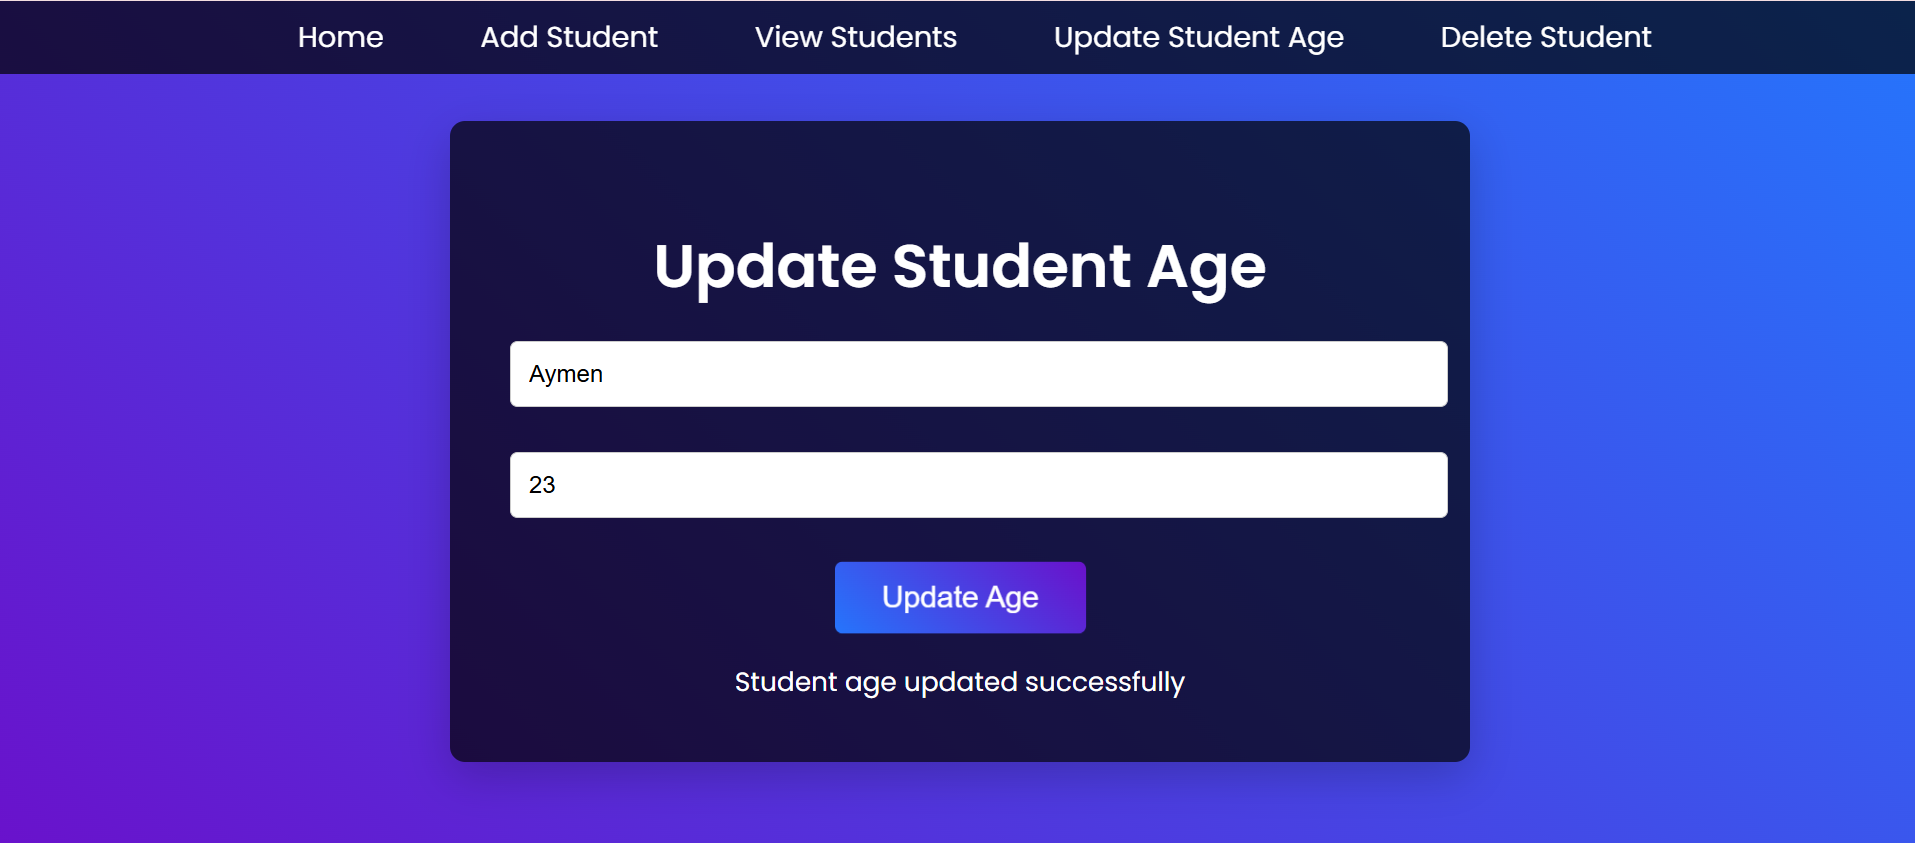 Home Add Student View Students Update Student Age Delete Student
Update Student Age
Aymen
23
Update Age
Student age updated successfully